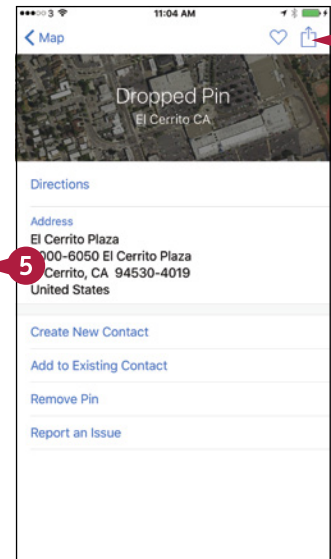 3 11:04 AM
Map
Dropped Pin
El Cerrito CA
Directions
Address
El Cerrito Plaza
000-6050 El Cerrito Plaza
5
Cerrito, CA 94530-4019
United States
Create New Contact
Add to Existing Contact
Remove Pin
Report an Issue